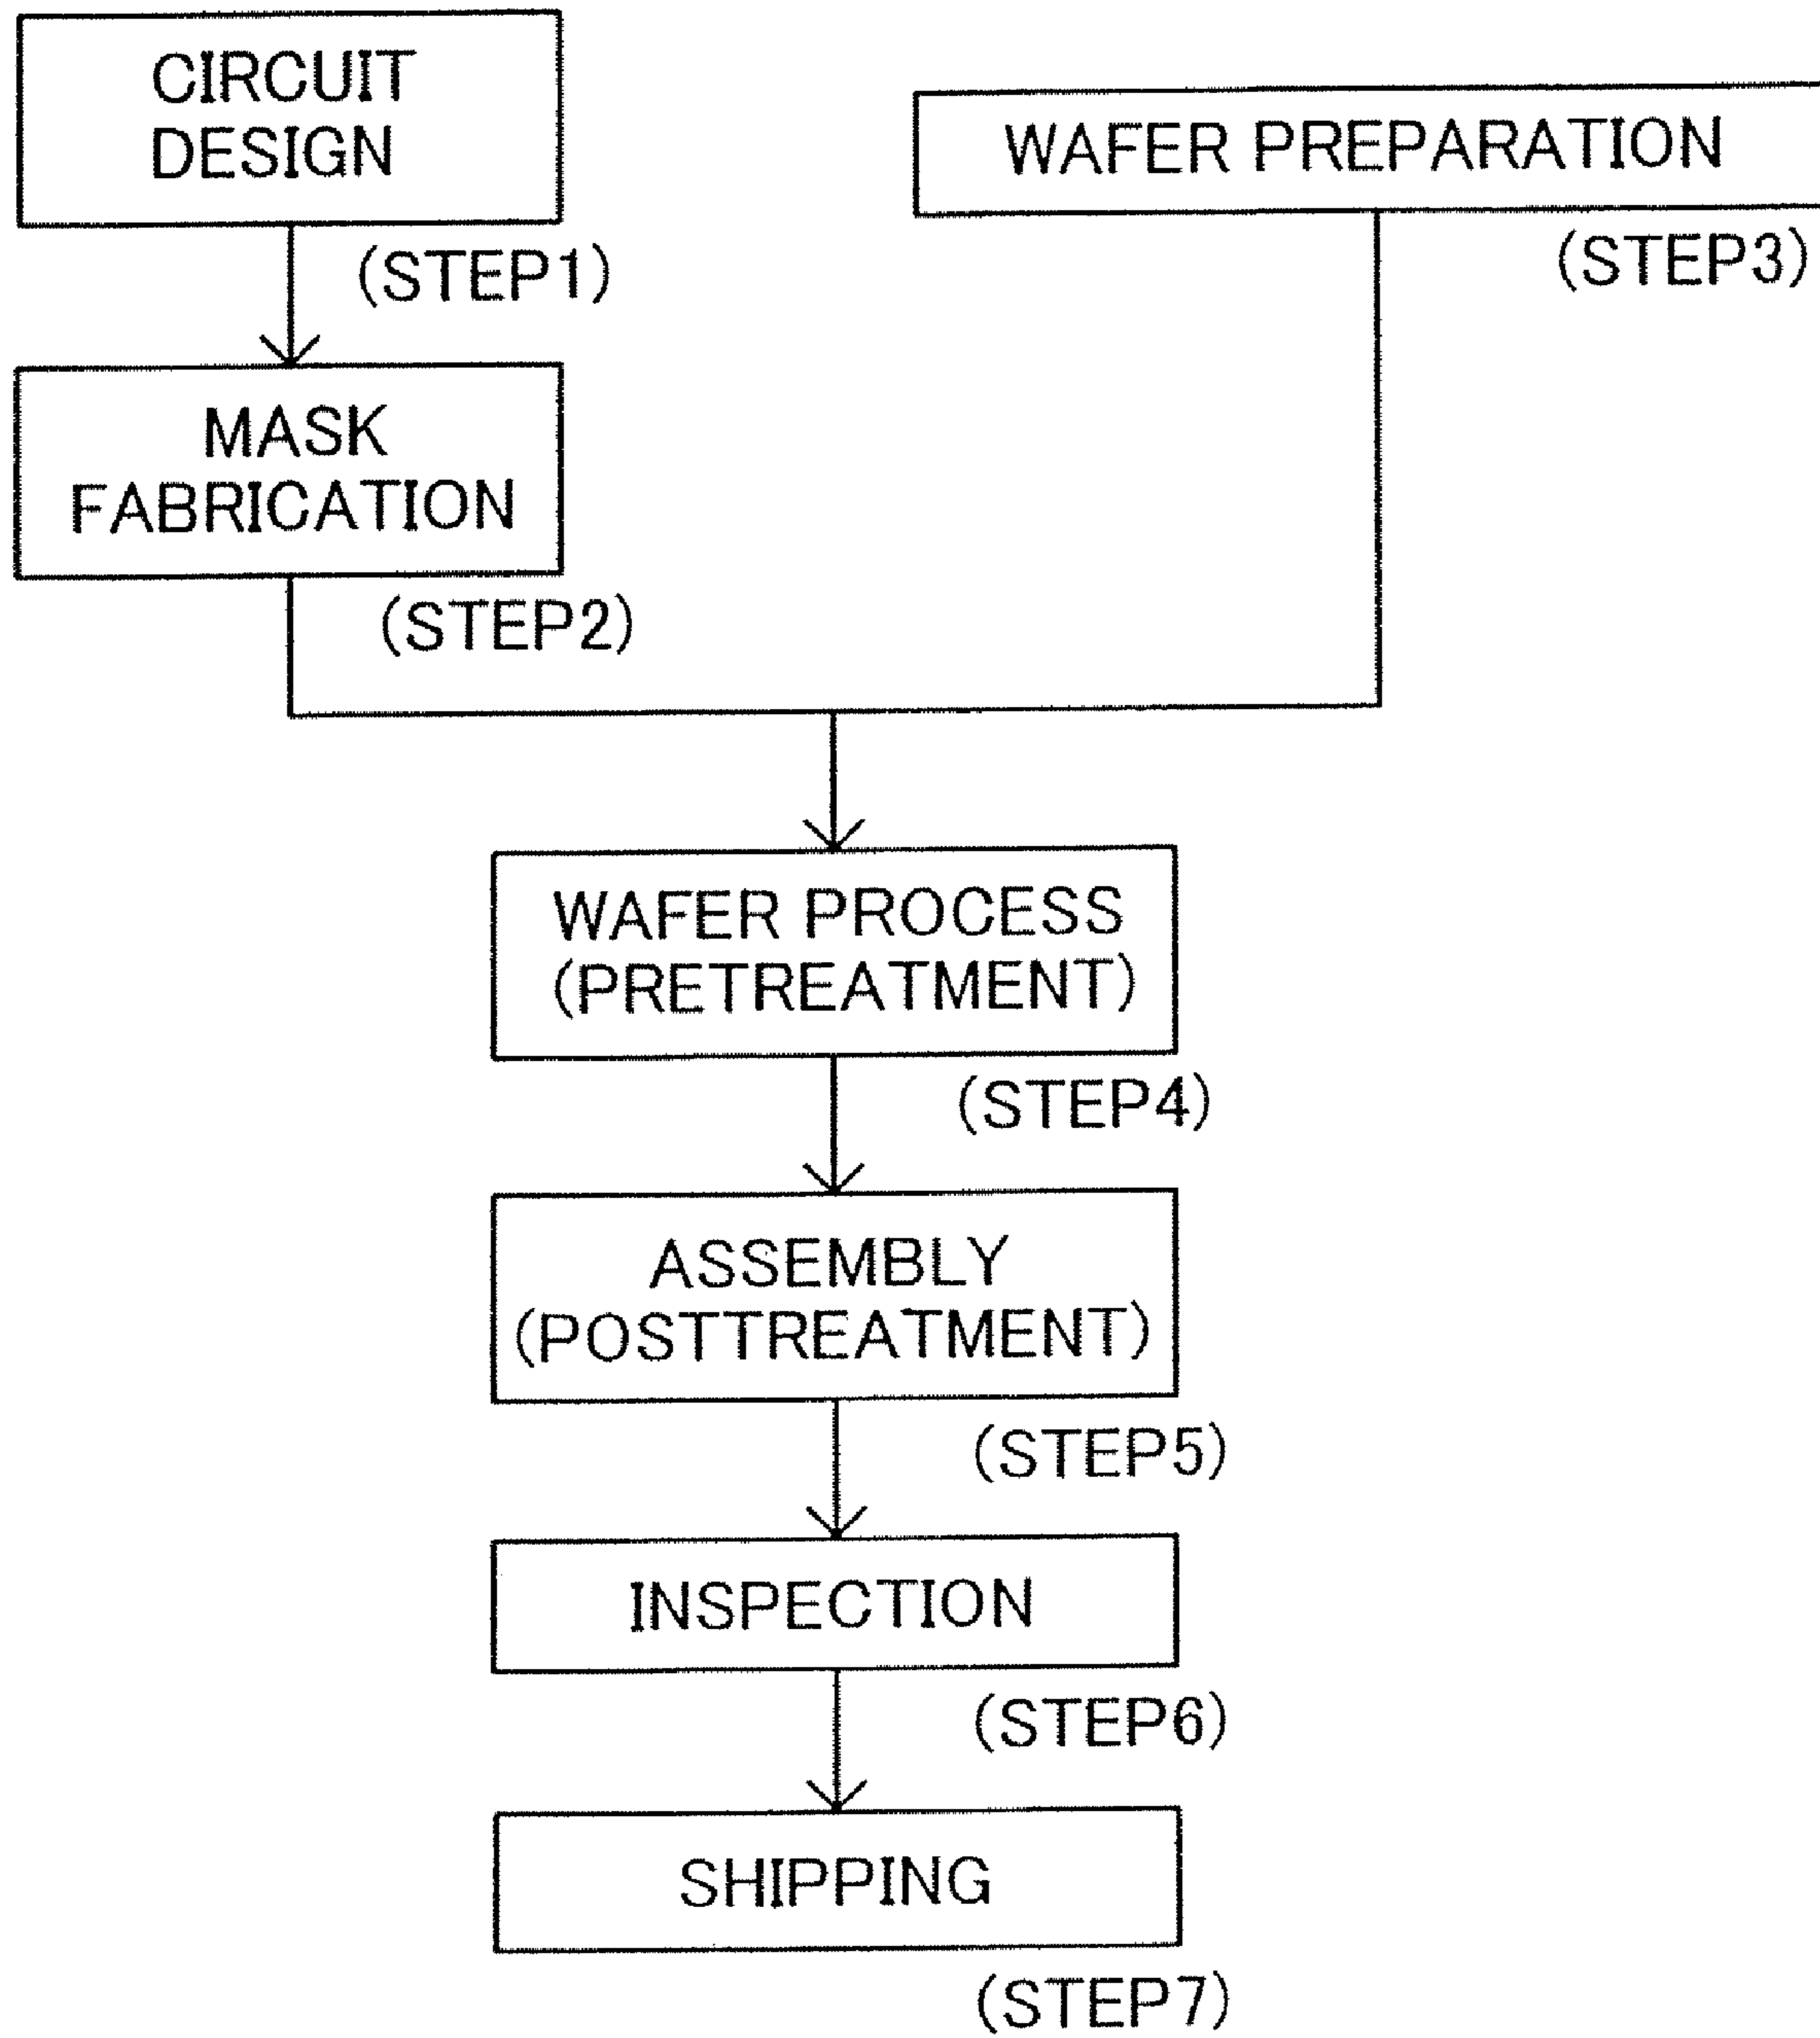 CIRCUIT
DESIGN
(STEP1)
WAFER PREPARATION
(STEP3)
MASK
FABRICATION
(STEP2)
WAFER PROCESS
(PRETREATMENT)
(STEP4)
ASSEMBLY
(POSTTREATMENT)
(STEP5)
INSPECTION
(STEP6)
SHIPPING
(STEP7)